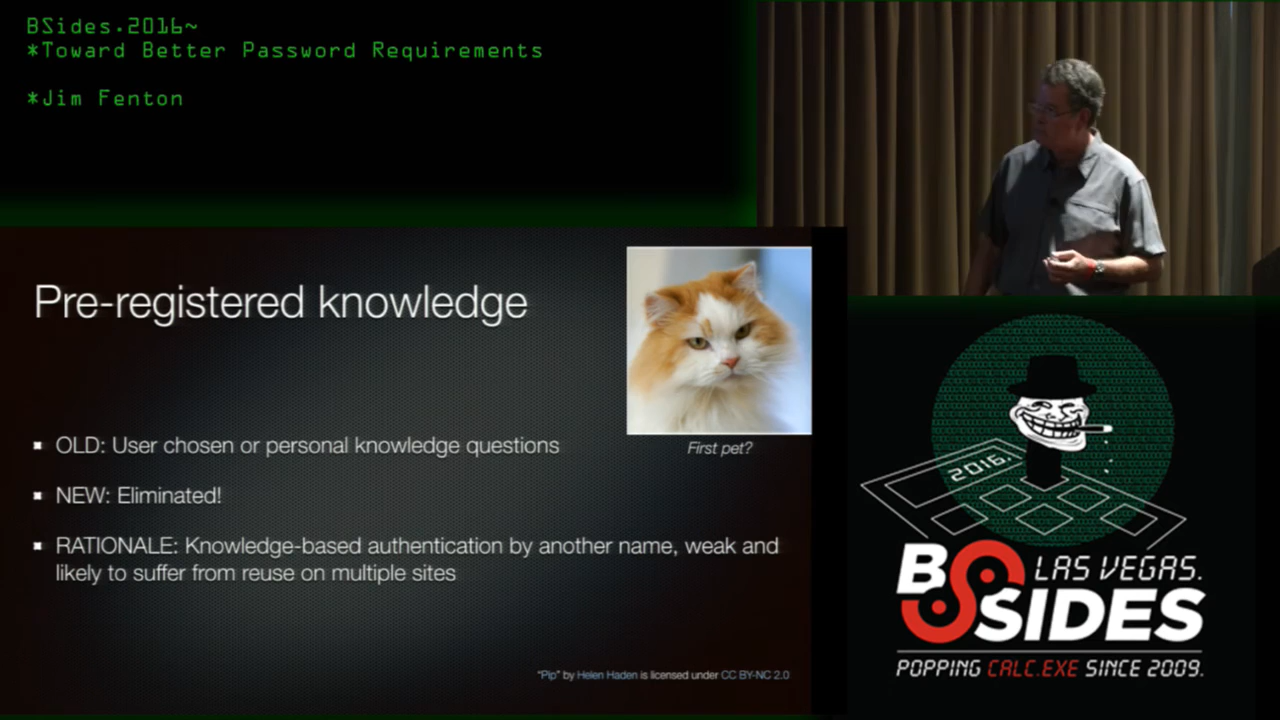 BSides.2016~
*Toward Better Password Requirements
*Jim Fenton
Pre-registered knowledge
First pet?
OLD: User chosen or personal knowledge questions
NEW: Eliminated!
RATIONALE: Knowledge-based authentication by another name, weak and
likely to suffer from reuse on multiple sites
"Pip" by Helen Haden is licensed under CC BY-NC 2.0
2016.
BSIDES
LAS VEGAS.
POPPING CALC.EXE SINCE 2009.